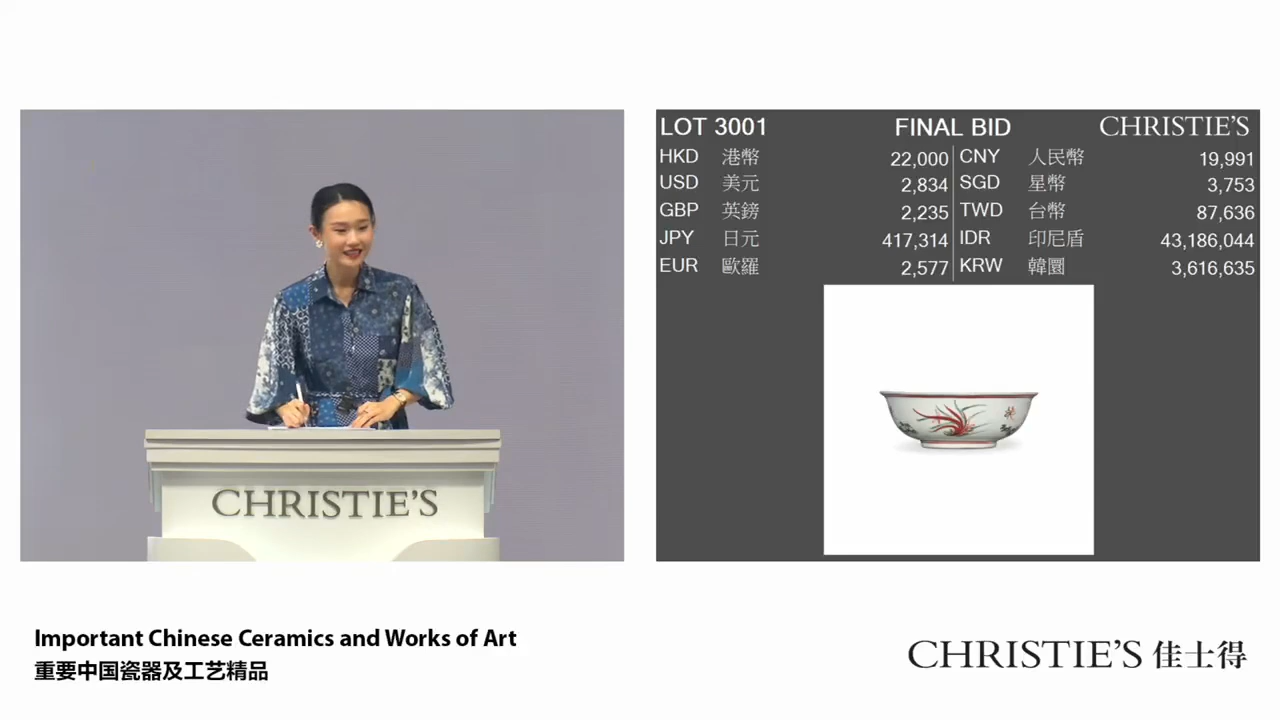 CHRISTIE'S
LOT 3001 FINAL BID CHRISTIE'S
HKD 港幣 22,000 CNY 人民幣 19,991
USD 美元 2,834 SGD 星幣 3,753
GBP 英鎊 2,235 TWD 台幣 87,636
JPY 日元 417,314 IDR 印尼盾 43,186,044
EUR 歐羅 2,577 KRW 韓圜 3,616,635
Important Chinese Ceramics and Works of Art
重要中国瓷器及工艺精品
CHRISTIE'S 佳士得